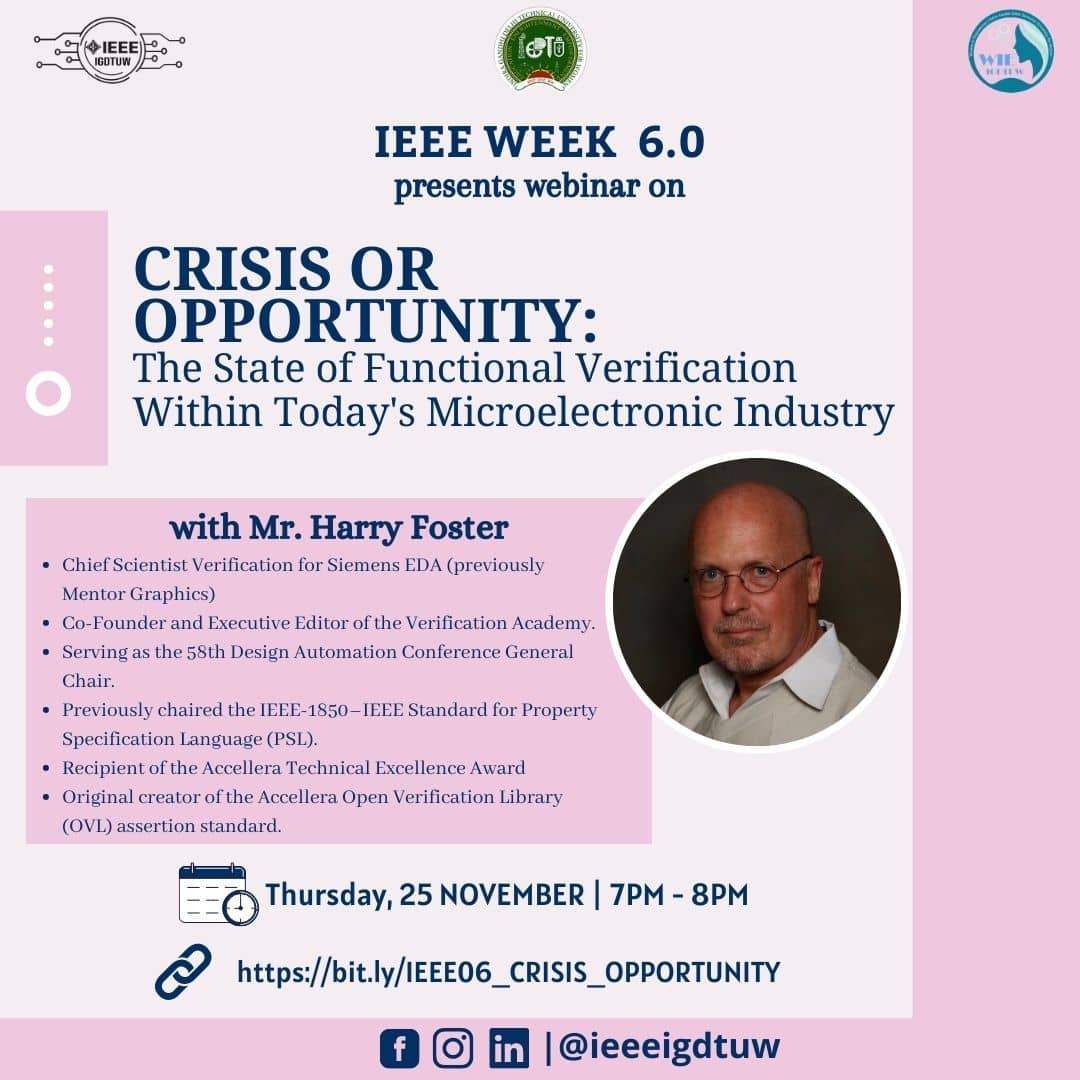 IEEE
IGDTUW
WIE
IGDTUW
IEEE WEEK 6.0
presents webinar on
CRISIS OR
OPPORTUNITY:
The State of Functional Verification
Within Today's Microelectronic Industry
with Mr. Harry Foster
• Chief Scientist Verification for Siemens EDA (previously
Mentor Graphics)
• Co-Founder and Executive Editor of the Verification Academy.
• Serving as the 58th Design Automation Conference General
Chair.
• Previously chaired the IEEE-1850–IEEE Standard for Property
Specification Language (PSL).
• Recipient of the Accellera Technical Excellence Award
• Original creator of the Accellera Open Verification Library
(OVL) assertion standard.
Thursday, 25 NOVEMBER | 7PM - 8PM
https://bit.ly/IEEE06_CRISIS_OPPORTUNITY
|@ieeeigdtuw